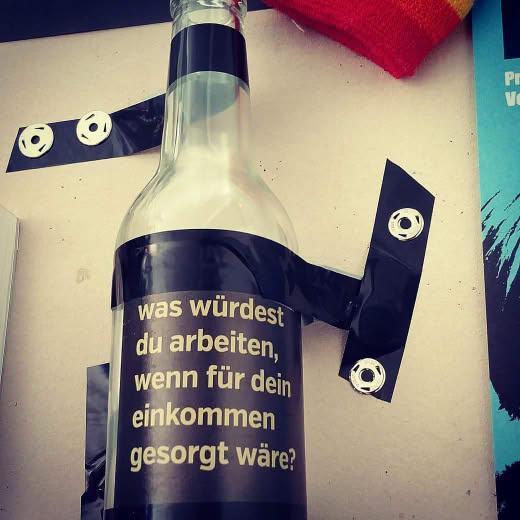 was würdest
du arbeiten,
wenn für dein
einkommen
gesorgt wäre?